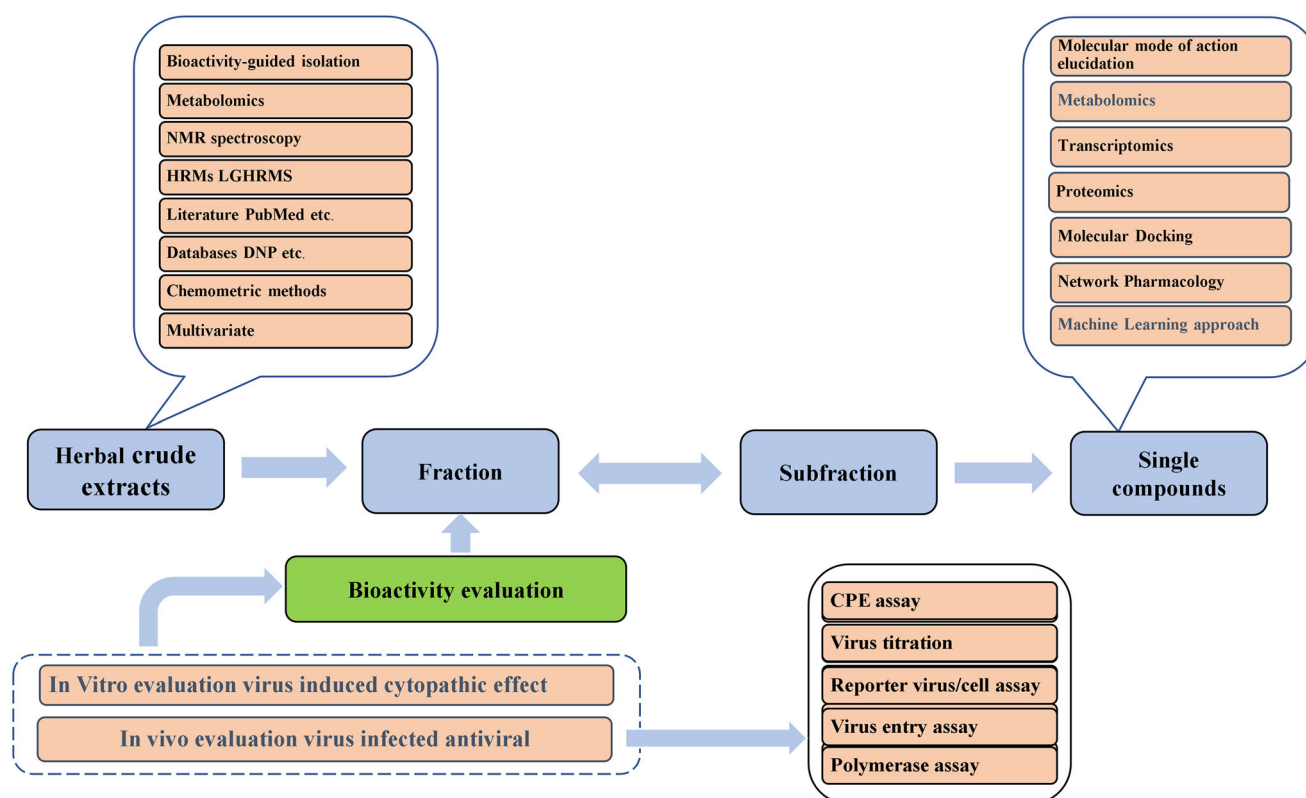 Bioactivity-guided isolation
Metabolomics
NMR spectroscopy
HRMs LGHRMS
Literature PubMed etc.
Databases DNP etc.
Chemometric methods
Multivariate
Molecular mode of action
elucidation
Metabolomics
Transcriptomics
Proteomics
Molecular Docking
Network Pharmacology
Machine Learning approach
Herbal crude
extracts
Fraction
Subfraction
Single
compounds
Bioactivity evaluation
In Vitro evaluation virus induced cytopathic effect
In vivo evaluation virus infected antiviral
CPE assay
Virus titration
Reporter virus/cell assay
Virus entry assay
Polymerase assay